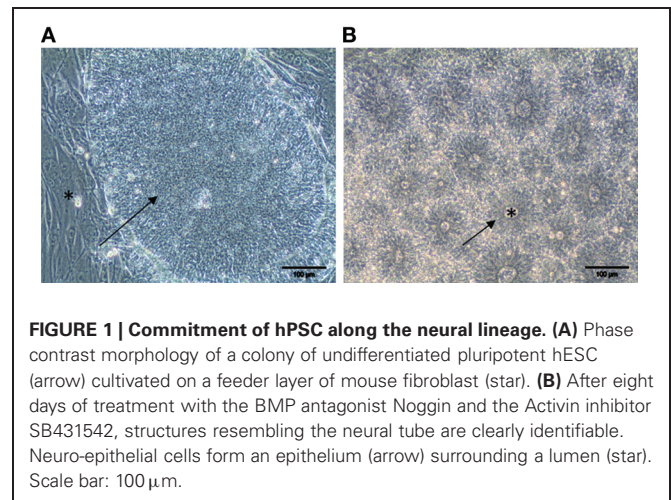 A
B
*
*
100 µm
100 µm
FIGURE 1 | Commitment of hPSC along the neural lineage. (A) Phase
contrast morphology of a colony of undifferentiated pluripotent hESC
(arrow) cultivated on a feeder layer of mouse fibroblast (star). (B) After eight
days of treatment with the BMP antagonist Noggin and the Activin inhibitor
SB431542, structures resembling the neural tube are clearly identifiable.
Neuro-epithelial cells form an epithelium (arrow) surrounding a lumen (star).
Scale bar: 100 µm.